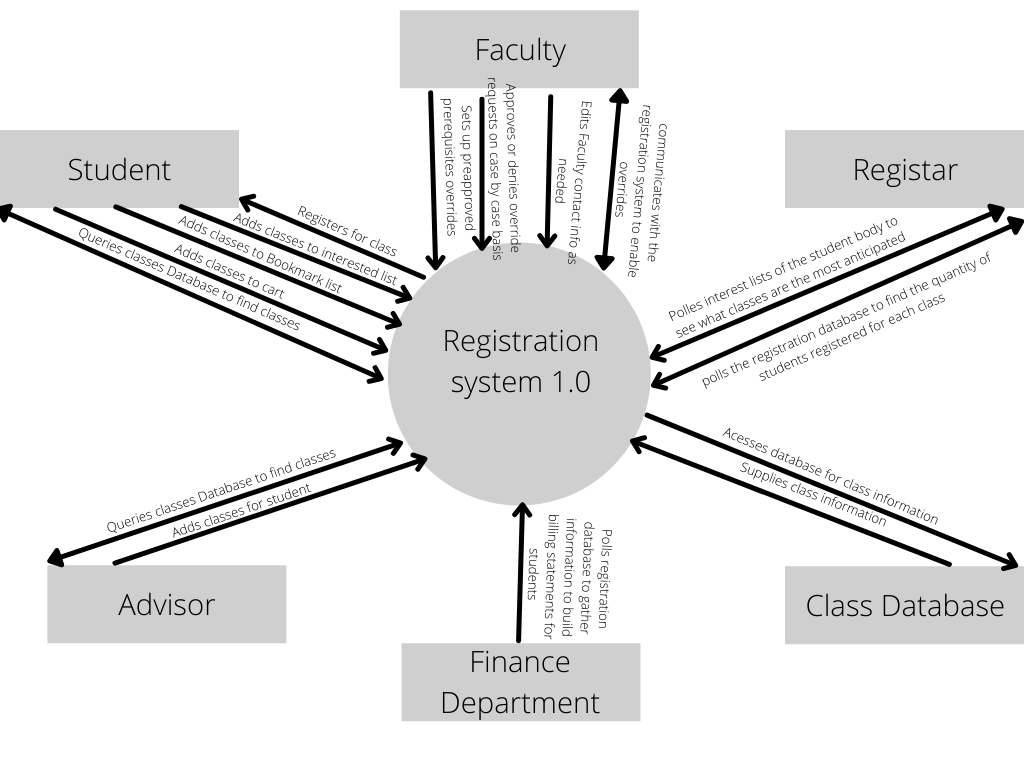 Faculty
Student
Registar
prerequisites overrides
Sets up preapproved
requests on case by case basis
Approves or denies override
needed
Edits Faculty contact info as
overrides
registration system to enable
communicates with the
Registers for class
Adds classes to interested list
Adds classes to Bookmark list
Adds classes to cart
Queries classes Database to find classes
Polles interest lists of the student body to
see what classes are the most anticipated
polls the registration database to find the quantity of
students registered for each class
Registration
system 1.0
Queries classes Database to find classes
Adds classes for student
Acesses database for class information
Supplies class information
Polls registration
database to gather
information to build
billing statements for
students
Advisor
Class Database
Finance
Department